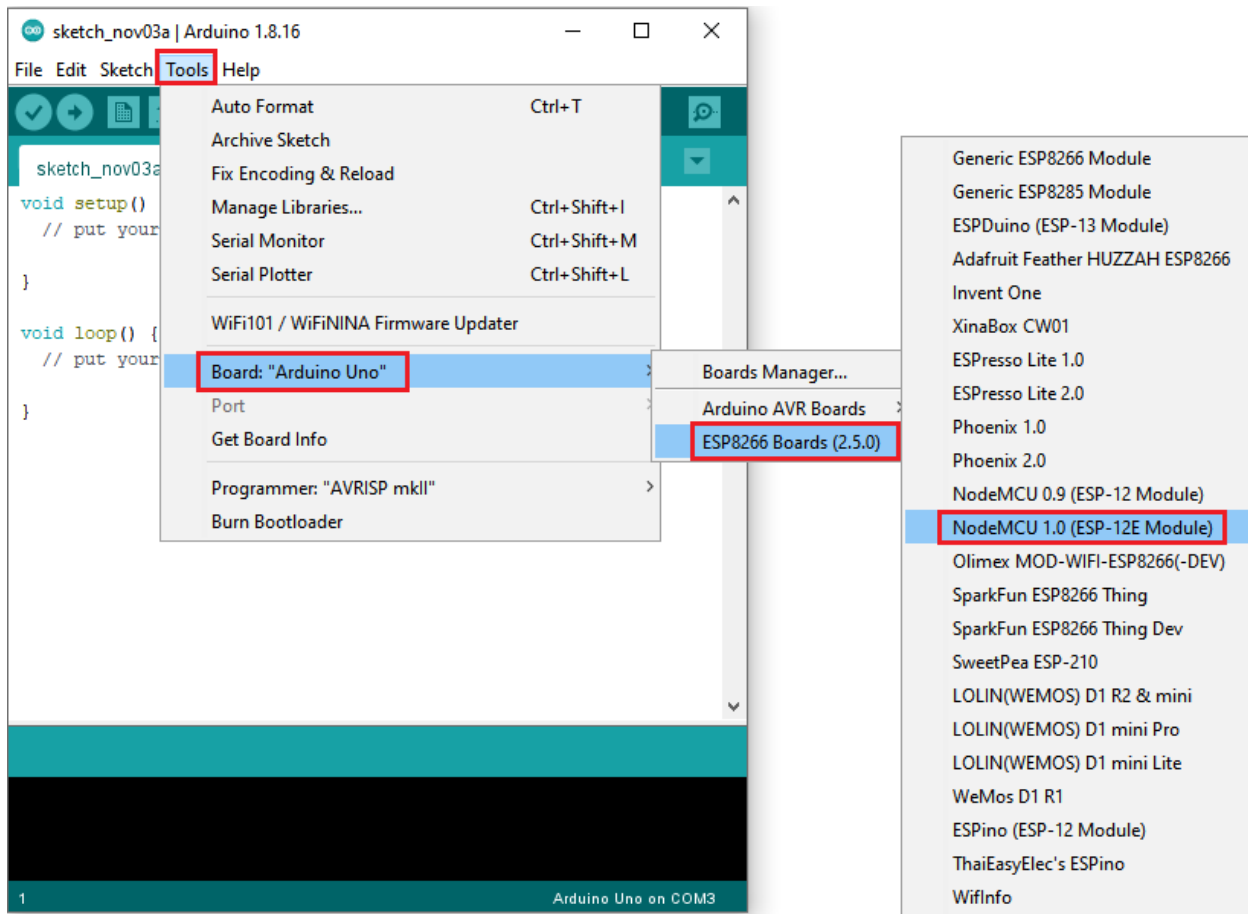 sketch_nov03a | Arduino 1.8.16
File Edit Sketch Tools Help
Auto Format Ctrl+T
Archive Sketch
Fix Encoding & Reload
Manage Libraries... Ctrl+Shift+I
Serial Monitor Ctrl+Shift+M
Serial Plotter Ctrl+Shift+L
WiFi101 / WiFiNINA Firmware Updater
Board: "Arduino Uno"
Port
Get Board Info
Programmer: "AVRISP mkII"
Burn Bootloader
sketch_nov03a
void setup()
// put your
}
void loop() {
// put your
}
Boards Manager...
Arduino AVR Boards
ESP8266 Boards (2.5.0)
Generic ESP8266 Module
Generic ESP8285 Module
ESPDuino (ESP-13 Module)
Adafruit Feather HUZZAH ESP8266
Invent One
XinaBox CW01
ESPresso Lite 1.0
ESPresso Lite 2.0
Phoenix 1.0
Phoenix 2.0
NodeMCU 0.9 (ESP-12 Module)
NodeMCU 1.0 (ESP-12E Module)
Olimex MOD-WIFI-ESP8266(-DEV)
SparkFun ESP8266 Thing
SparkFun ESP8266 Thing Dev
SweetPea ESP-210
LOLIN(WEMOS) D1 R2 & mini
LOLIN(WEMOS) D1 mini Pro
LOLIN(WEMOS) D1 mini Lite
WeMos D1 R1
ESPino (ESP-12 Module)
ThaiEasyElec's ESPino
WifInfo
1 Arduino Uno on COM3